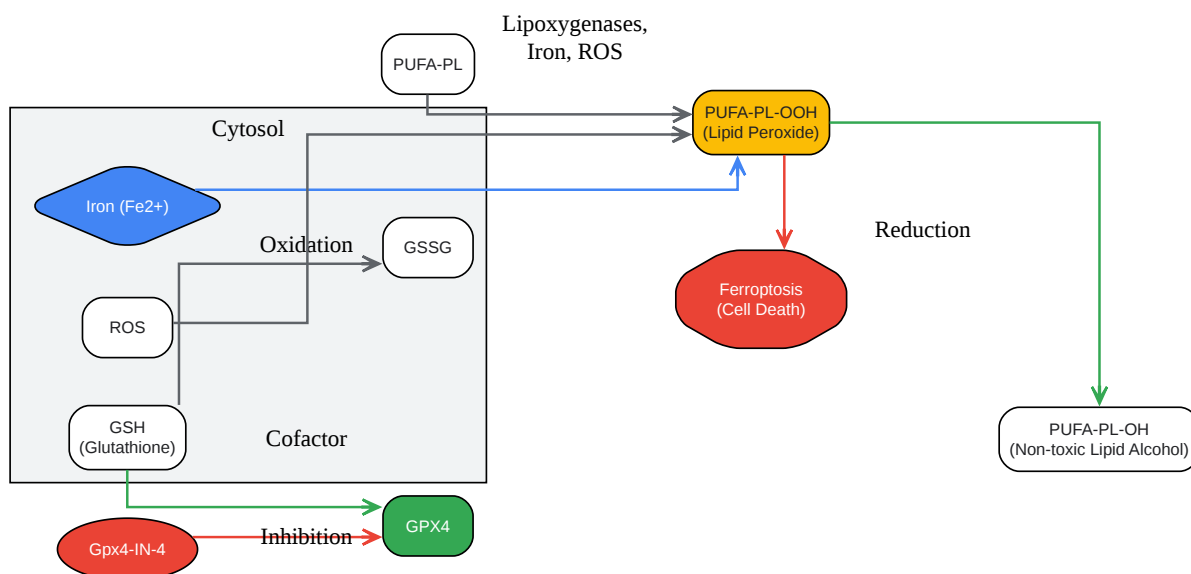 Lipoxygenases,
Iron, ROS
PUFA-PL
PUFA-PL-OOH
(Lipid Peroxide)
Cytosol
Iron (Fe2+)
Oxidation
GSSG
Reduction
Ferroptosis
(Cell Death)
ROS
GSH
(Glutathione)
Cofactor
PUFA-PL-OH
(Non-toxic Lipid Alcohol)
GPX4
Gpx4-IN-4
Inhibition